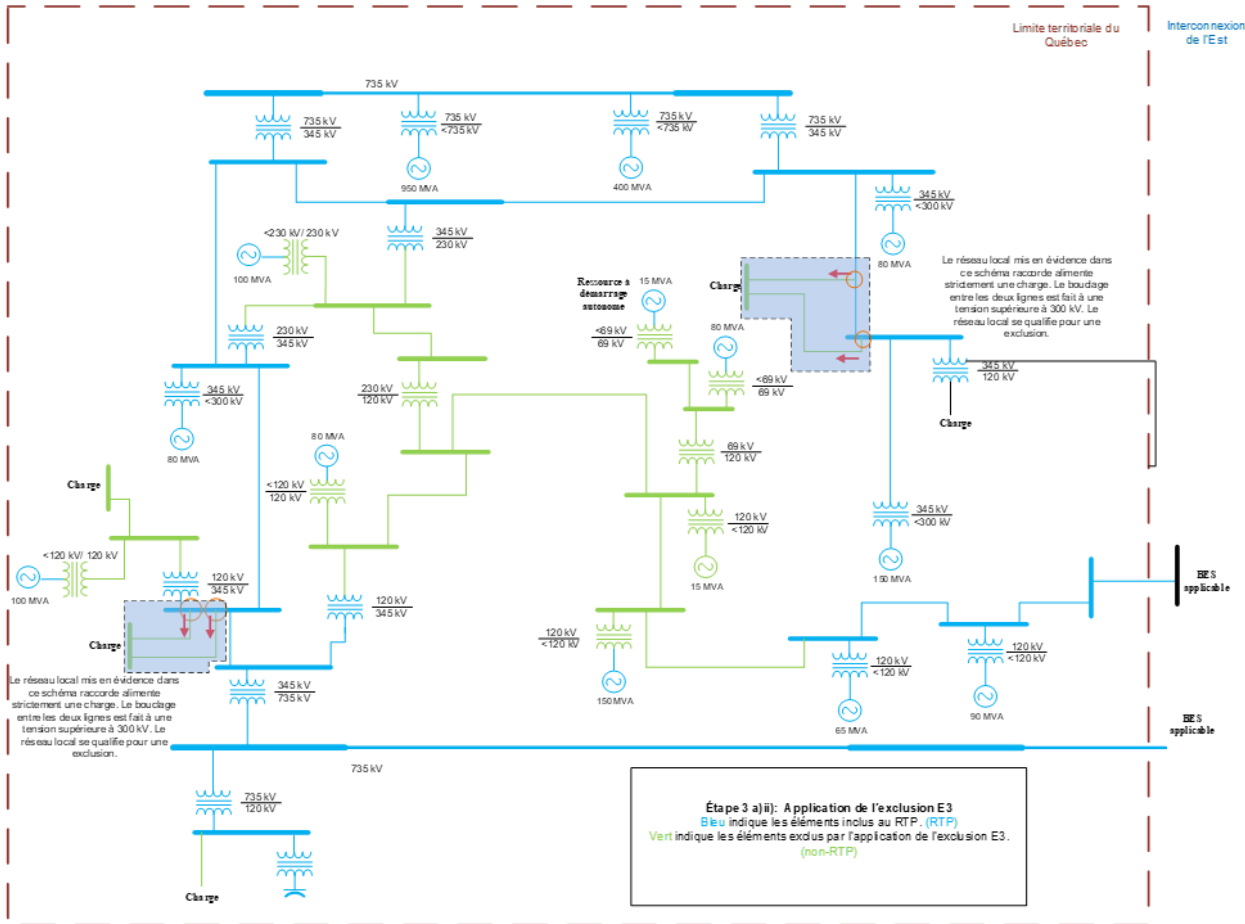 Limite territoriale du
Québec
Interconnexion
de l'Est
735 kV
735 kV
345 kV
735 kV
<735 kV
735 kV
<735 kV
735 kV
345 kV
950 MVA
400 MVA
345 kV
<300 kV
80 MVA
<230 kV/ 230 kV
100 MVA
345 kV
230 kV
Le réseau local mis en évidence dans
ce schéma raccorde alimente
strictement une charge. Le bouclage
entre les deux lignes est fait à une
tension supérieure à 300 kV. Le
réseau local se qualifie pour une
exclusion.
Ressource à
démarrage
autonome
15 MVA
Charge
<69 kV
69 kV
80 MVA
230 kV
345 kV
<69 kV
69 kV
345 kV
120 kV
Charge
345 kV
<300 kV
80 MVA
230 kV
120 kV
80 MVA
69 kV
120 kV
<120 kV
120 kV
Charge
120 kV
<120 kV
15 MVA
345 kV
<300 kV
150 MVA
<120 kV/ 120 kV
100 MVA
120 kV
345 kV
120 kV
345 kV
BES
applicable
Charge
120 kV
<120 kV
150 MVA
120 kV
<120 kV
65 MVA
120 kV
<120 kV
90 MVA
Le réseau local mis en évidence dans
ce schéma raccorde alimente
strictement une charge. Le bouclage
entre les deux lignes est fait à une
tension supérieure à 300 kV. Le
réseau local se qualifie pour une
exclusion.
345 kV
735 kV
BES
applicable
735 kV
735 kV
120 kV
Charge
Étape 3 a)ii): Application de l'exclusion E3
Bleu indique les éléments inclus au RTP. (RTP)
Vert indique les éléments exclus par l'application de l'exclusion E3.
(non-RTP)